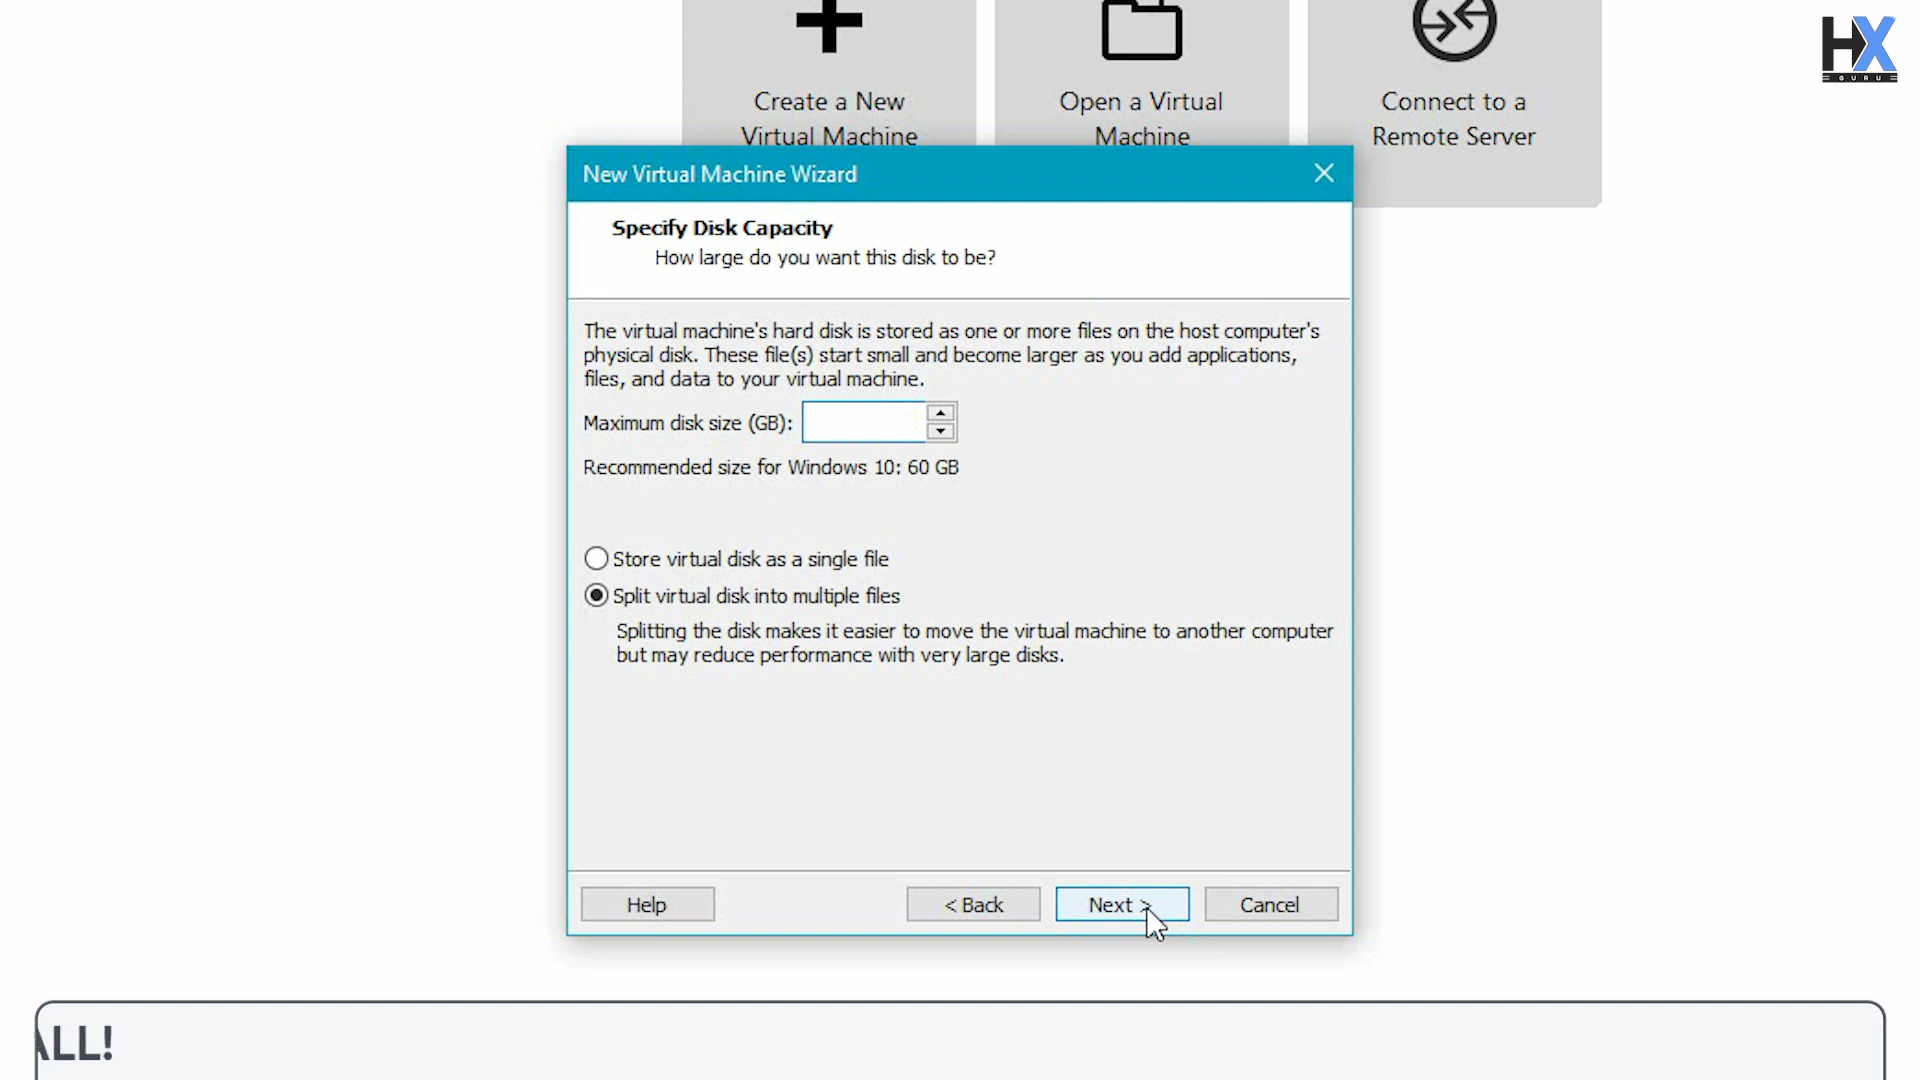 HX
GURU
Create a New
Virtual Machine
Open a Virtual
Machine
Connect to a
Remote Server
New Virtual Machine Wizard
Specify Disk Capacity
How large do you want this disk to be?
The virtual machine's hard disk is stored as one or more files on the host computer's
physical disk. These file(s) start small and become larger as you add applications,
files, and data to your virtual machine.
Maximum disk size (GB):
Recommended size for Windows 10: 60 GB
Store virtual disk as a single file
Split virtual disk into multiple files
Splitting the disk makes it easier to move the virtual machine to another computer
but may reduce performance with very large disks.
Help
< Back
Next >
Cancel
ALL!